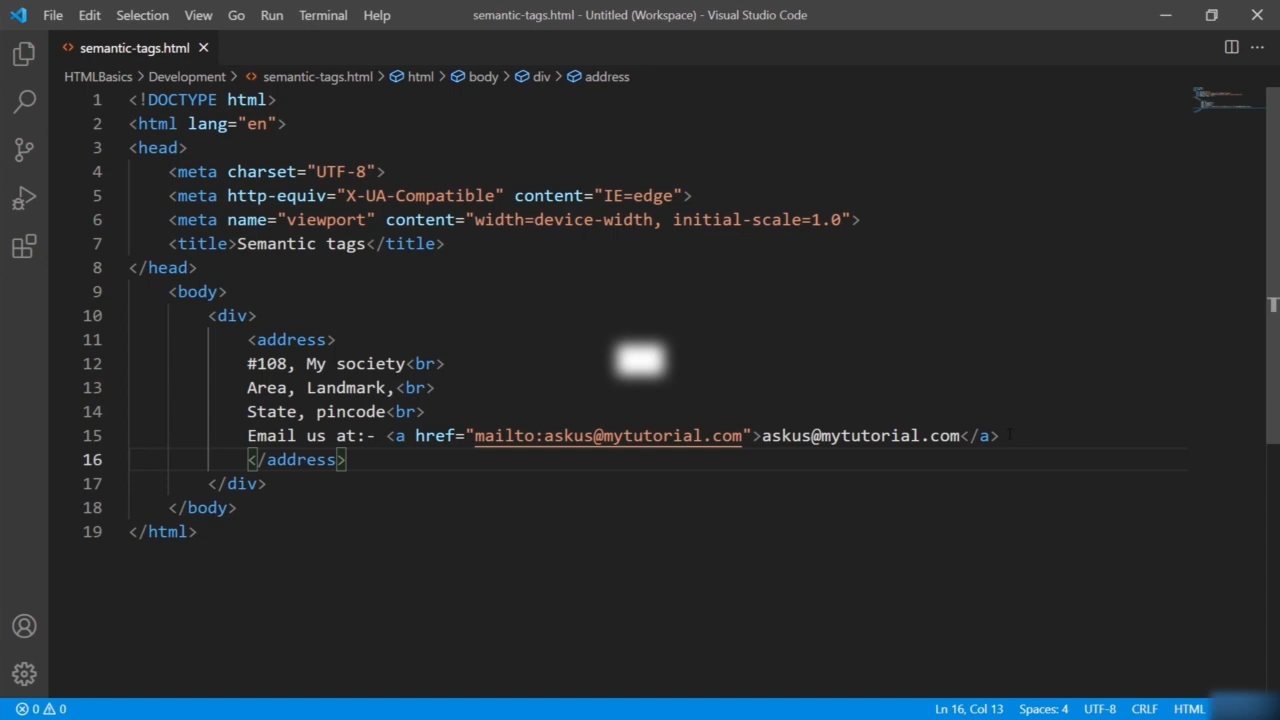 File Edit Selection View Go Run Terminal Help semantic-tags.html - Untitled (Workspace) - Visual Studio Code
semantic-tags.html
HTMLBasics > Development > semantic-tags.html > html > body > div > address
1 <!DOCTYPE html>
2 <html lang="en">
3 <head>
4 <meta charset="UTF-8">
5 <meta http-equiv="X-UA-Compatible" content="IE=edge">
6 <meta name="viewport" content="width=device-width, initial-scale=1.0">
7 <title>Semantic tags</title>
8 </head>
9 <body>
10 <div>
11 <address>
12 #108, My society<br>
13 Area, Landmark,<br>
14 State, pincode<br>
15 Email us at:- <a href="mailto:askus@mytutorial.com">askus@mytutorial.com</a>
16 </address>
17 </div>
18 </body>
19 </html>
0 0 Ln 16, Col 13 Spaces: 4 UTF-8 CRLF HTML